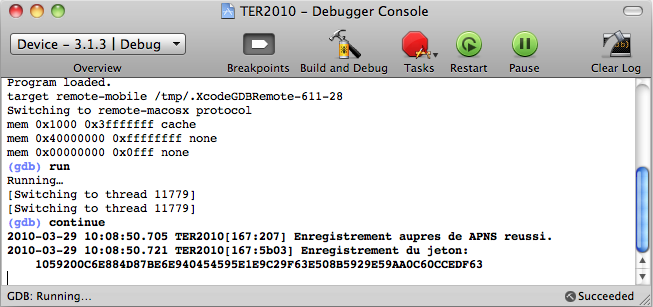 TER2010 – Debugger Console
Device – 3.1.3 | Debug
Overview
Breakpoints
Build and Debug
Tasks
Restart
Pause
Clear Log
Program loaded.
target remote-mobile /tmp/.XcodeGDBRemote-611-28
Switching to remote-macosx protocol
mem 0x1000 0x3fffffff cache
mem 0x40000000 0xffffffff none
mem 0x00000000 0x0fff none
(gdb) run
Running…
[Switching to thread 11779]
[Switching to thread 11779]
(gdb) continue
2010-03-29 10:08:50.705 TER2010[167:207] Enregistrement aupres de APNS reussi.
2010-03-29 10:08:50.721 TER2010[167:5b03] Enregistrement du jeton:
1059200C6E884D87BE6E940454595E1E9C29F63E508B5929E59AA0C60CCEDF63
GDB: Running…
Succeeded